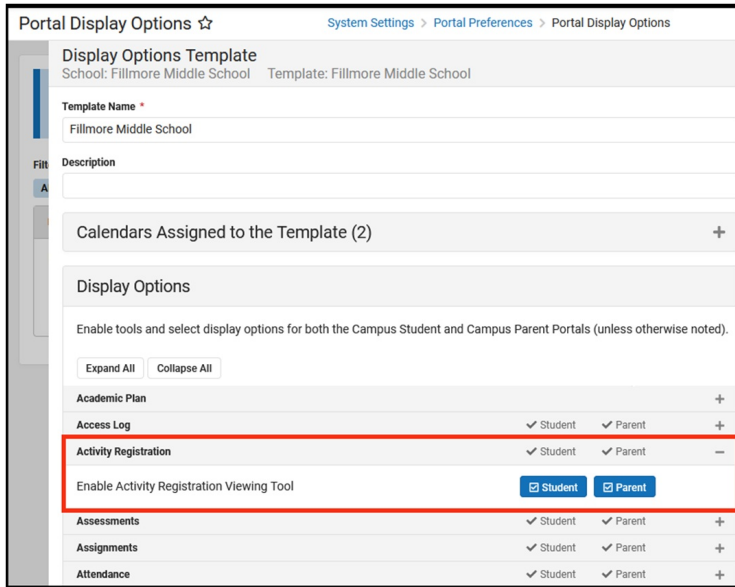 Portal Display Options
System Settings > Portal Preferences > Portal Display Options
Display Options Template
School: Fillmore Middle School Template: Fillmore Middle School
Template Name *
Fillmore Middle School
Filt
Description
A
Calendars Assigned to the Template (2)
Display Options
Enable tools and select display options for both the Campus Student and Campus Parent Portals (unless otherwise noted).
Expand All Collapse All
Academic Plan
Access Log Student Parent
Activity Registration Student Parent
Enable Activity Registration Viewing Tool Student Parent
Assessments Student Parent
Assignments Student Parent
Attendance Student Parent